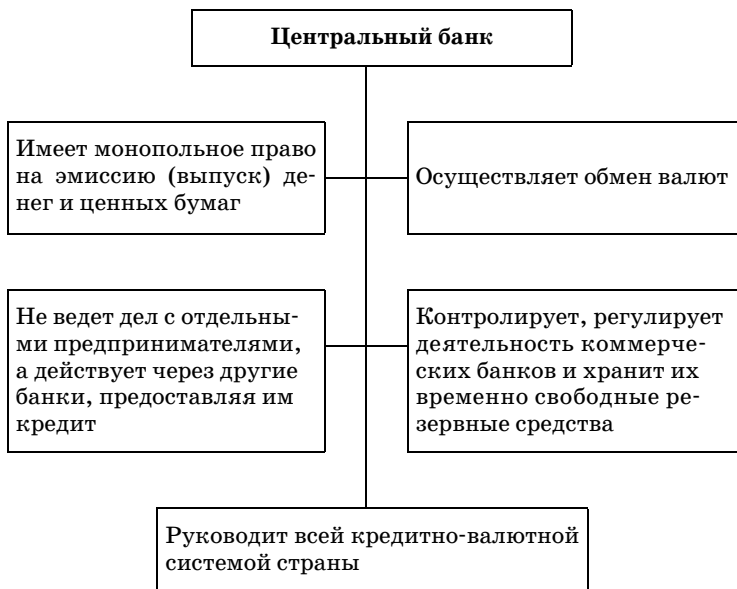 Центральный банк
Имеет монопольное право
на эмиссию (выпуск) де-
нег и ценных бумаг
Осуществляет обмен валют
Не ведет дел с отдельны-
ми предпринимателями,
а действует через другие
банки, предоставляя им
кредит
Контролирует, регулирует
деятельность коммерче-
ских банков и хранит их
временно свободные ре-
зервные средства
Руководит всей кредитно-валютной
системой страны